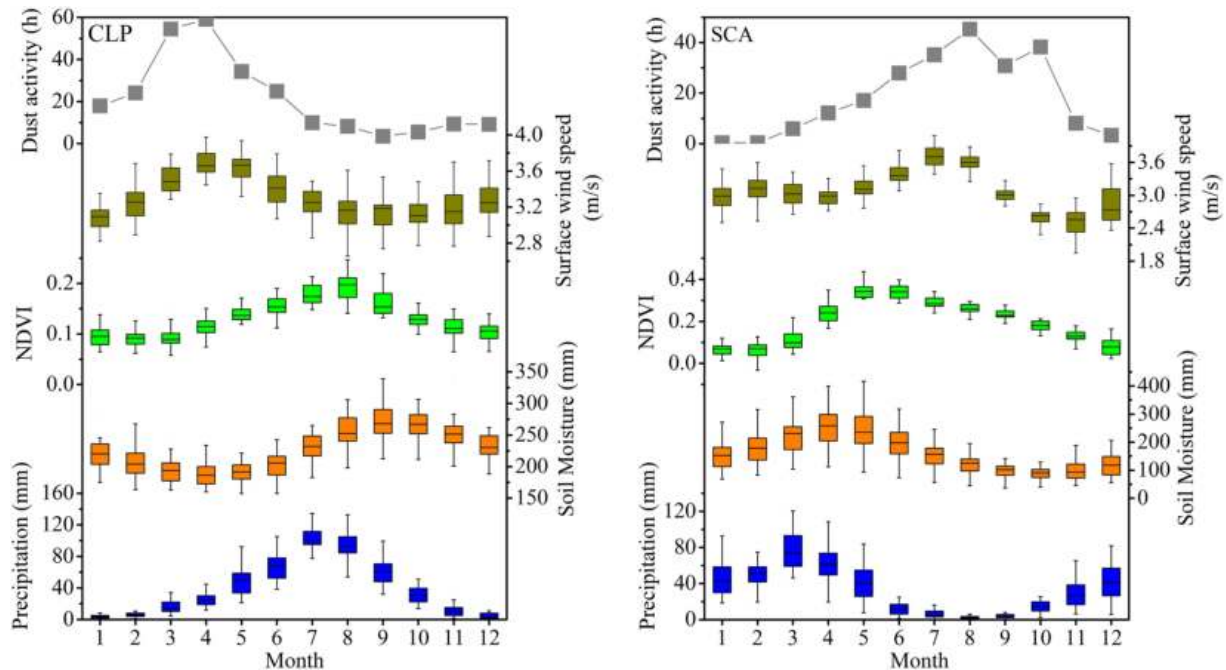 CLP
Dust activity (h)
60
40
20
0
Surface wind speed
(m/s)
4.0
3.6
3.2
2.8
NDVI
0.2
0.1
0.0
Soil Moisture (mm)
350
300
250
200
150
Precipitation (mm)
160
120
80
40
0
1 2 3 4 5 6 7 8 9 10 11 12
Month
SCA
Dust activity (h)
40
20
0
Surface wind speed
(m/s)
3.6
3.0
2.4
1.8
NDVI
0.4
0.2
0.0
Soil Moisture (mm)
400
300
200
100
0
Precipitation (mm)
120
80
40
0
1 2 3 4 5 6 7 8 9 10 11 12
Month